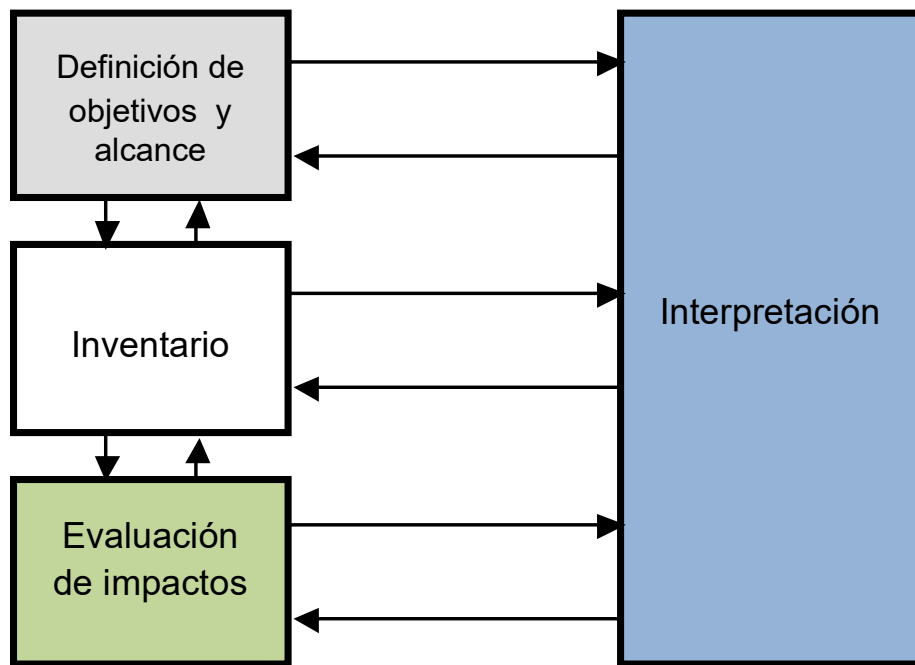 Definición de
objetivos y
alcance
Inventario
Evaluación
de impactos
Interpretación